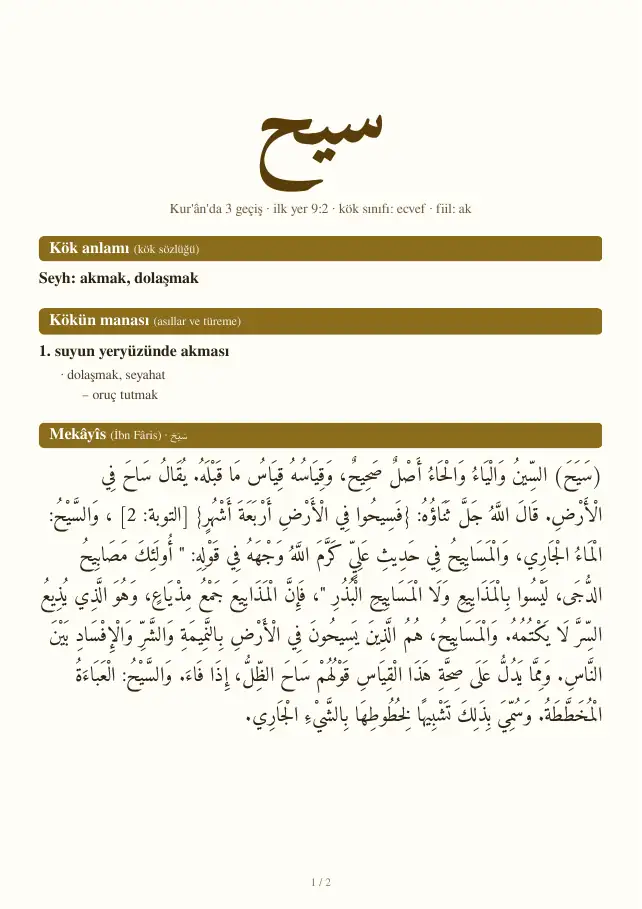 سيح
Kur'ân'da 3 geçiş · ilk yer 9:2 · kök sınıfı: ecvef · fiil: ak
Kök anlamı (kök sözlüğü)
Seyh: akmak, dolaşmak
Kökün manası (asıllar ve türeme)
1. suyun yeryüzünde akması
· dolaşmak, seyahat
– oruç tutmak
Mekâyîs (İbn Fâris) · سَيَحَ
(سَيَحَ) السِّينُ وَالْيَاءُ وَالْحَاءُ أَصْلٌ صَحِيحٌ، وَقِيَاسُهُ قِيَاسُ مَا قَبْلَهُ. يُقَالُ سَاحَ فِي
الْأَرْضِ. قَالَ اللَّهُ جَلَّ ثَنَاؤُهُ: {فَسِيحُوا فِي الْأَرْضِ أَرْبَعَةَ أَشْهُرٍ} [التوبة: 2] ، وَالسَّيْحُ:
الْمَاءُ الْجَارِي، وَالْمَسَايِيحُ فِي حَدِيثِ عَلِيٍّ كَرَّمَ اللَّهُ وَجْهَهُ فِي قَوْلِهِ: " أُولَئِكَ مَصَابِيحُ
الدُّجَى، لَيْسُوا بِالْمَذَايِيعِ وَلَا الْمَسَايِيحِ الْبُذُرِ "، فَإِنَّ الْمَذَايِيعَ جَمْعُ مِذْيَاعٍ، وَهُوَ الَّذِي يُذِيعُ
السِّرَّ لَا يَكْتُمُهُ. وَالْمَسَايِيحُ، هُمُ الَّذِينَ يَسِيحُونَ فِي الْأَرْضِ بِالنَّمِيمَةِ وَالشَّرِّ وَالْإِفْسَادِ بَيْنَ
النَّاسِ. وَمِمَّا يَدُلُّ عَلَى صِحَّةِ هَذَا الْقِيَاسِ قَوْلُهُمْ سَاحَ الظِّلُّ، إِذَا فَاءَ. وَالسَّيْحُ: الْعَبَاءَةُ
الْمُخَطَّطَةُ. وَسُمِّيَ بِذَلِكَ تَشْبِيهًا لِخُطُوطِهَا بِالشَّيْءِ الْجَارِي.
1 / 2